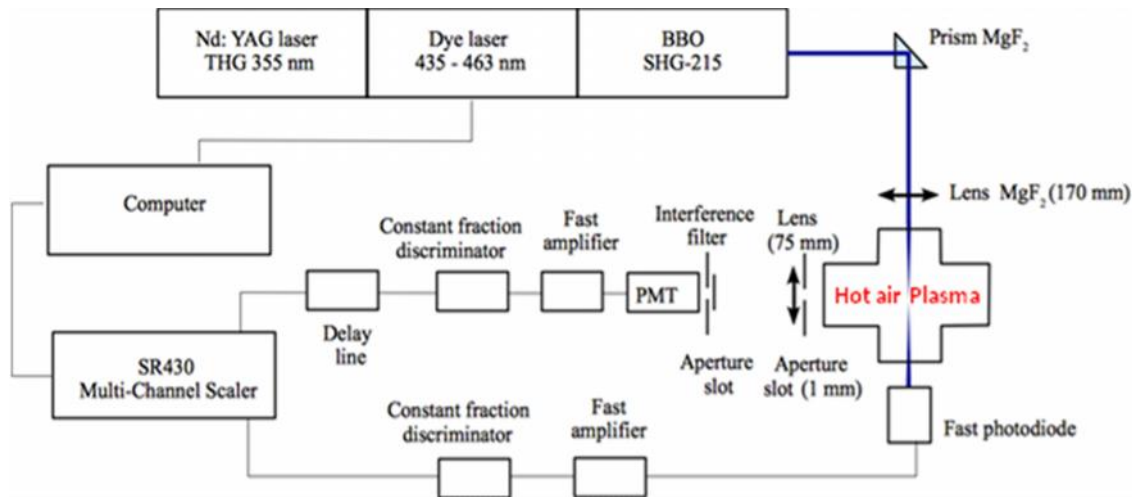 Nd: YAG laser
THG 355 nm
Dye laser
435 - 463 nm
BBO
SHG-215
Prism MgF₂
Computer
Lens MgF₂ (170 mm)
Constant fraction
discriminator
Fast
amplifier
Interference
filter
Lens
(75 mm)
PMT
Hot air Plasma
Delay
line
SR430
Multi-Channel Scaler
Aperture
slot
Aperture
slot (1 mm)
Constant fraction
discriminator
Fast
amplifier
Fast photodiode